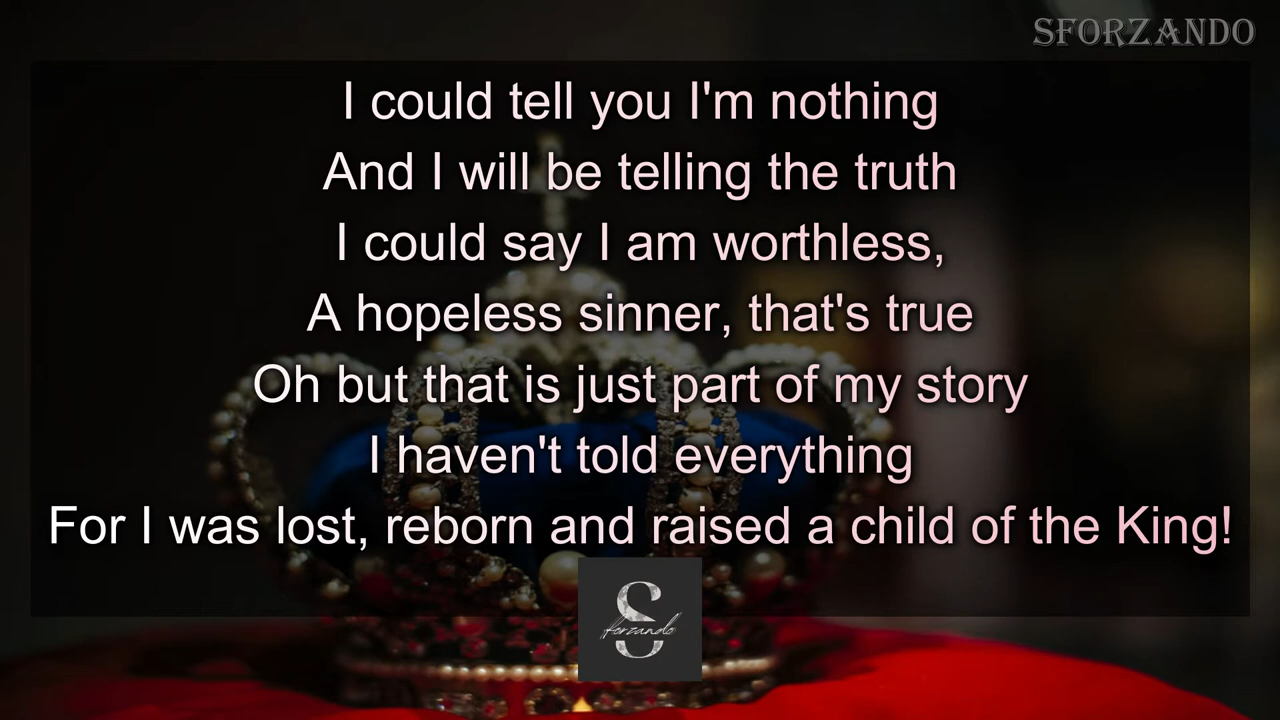 SFORZANDO
I could tell you I'm nothing
And I will be telling the truth
I could say I am worthless,
A hopeless sinner, that's true
Oh but that is just part of my story
I haven't told everything
For I was lost, reborn and raised a child of the King!
S
forzando